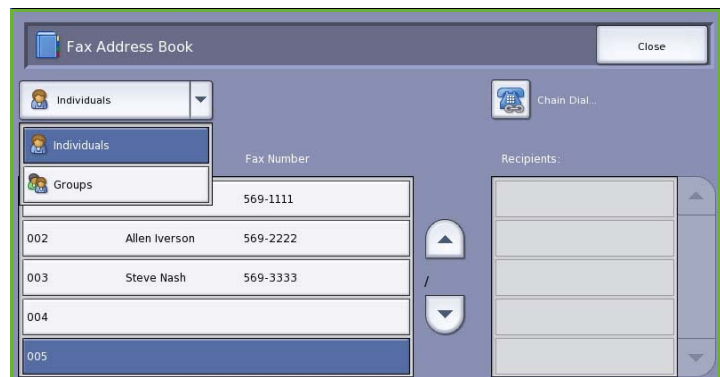 Fax Address Book
Close
Individuals
Chain Dial...
Individuals
Groups
Fax Number
Recipients:
569-1111
002 Allen Iverson 569-2222
003 Steve Nash 569-3333
/
004
005